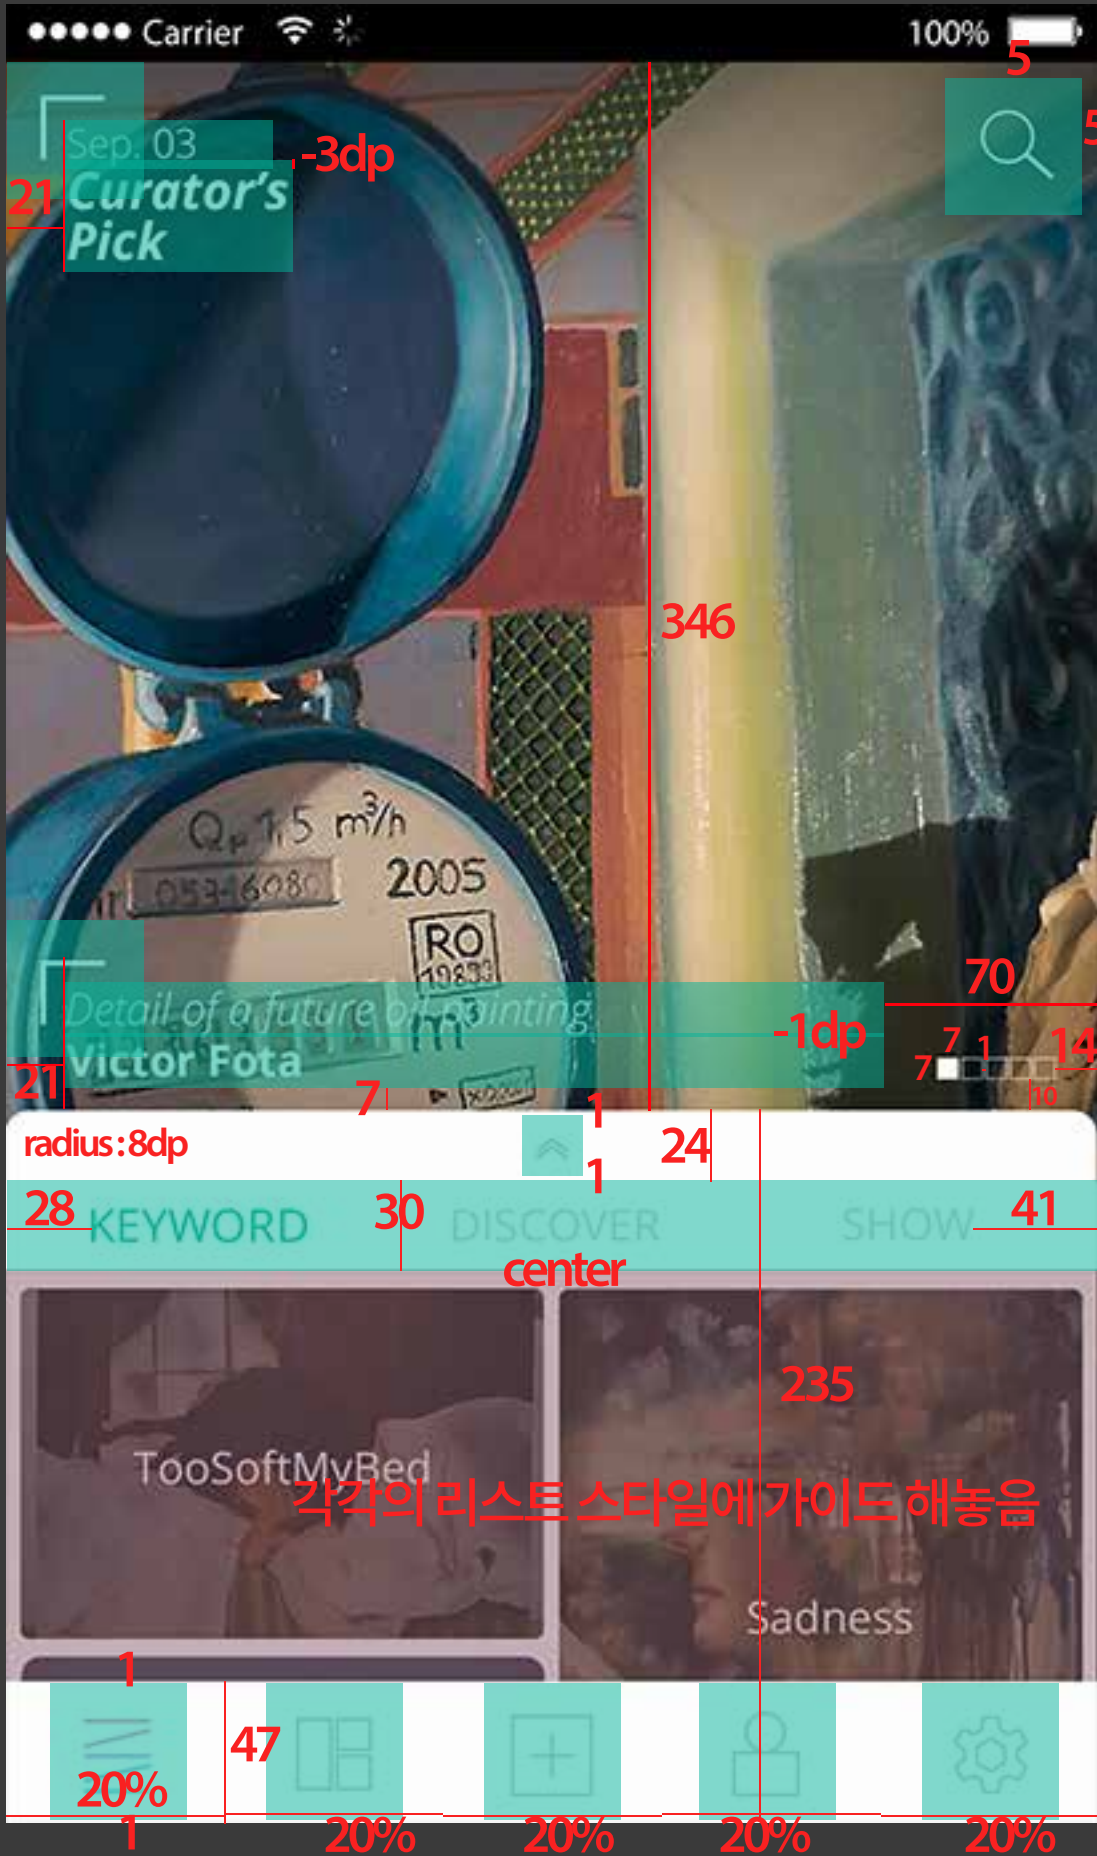 ●●●●● Carrier 100%
5
5
Sep. 03
-3dp
21
Curator's
Pick
346
Qp 1,5 m³/h
2005
RO
Detail of a future oil painting
70
-1dp
m³
Victor Fota
21
7
7 1 14
7
10
1
radius : 8dp
24
1
28
KEYWORD
30
DISCOVER
SHOW
41
center
235
TooSoftMyBed
각각의 리스트 스타일에 가이드 해놓음
Sadness
1
47
20%
1
20%
20%
20%
20%